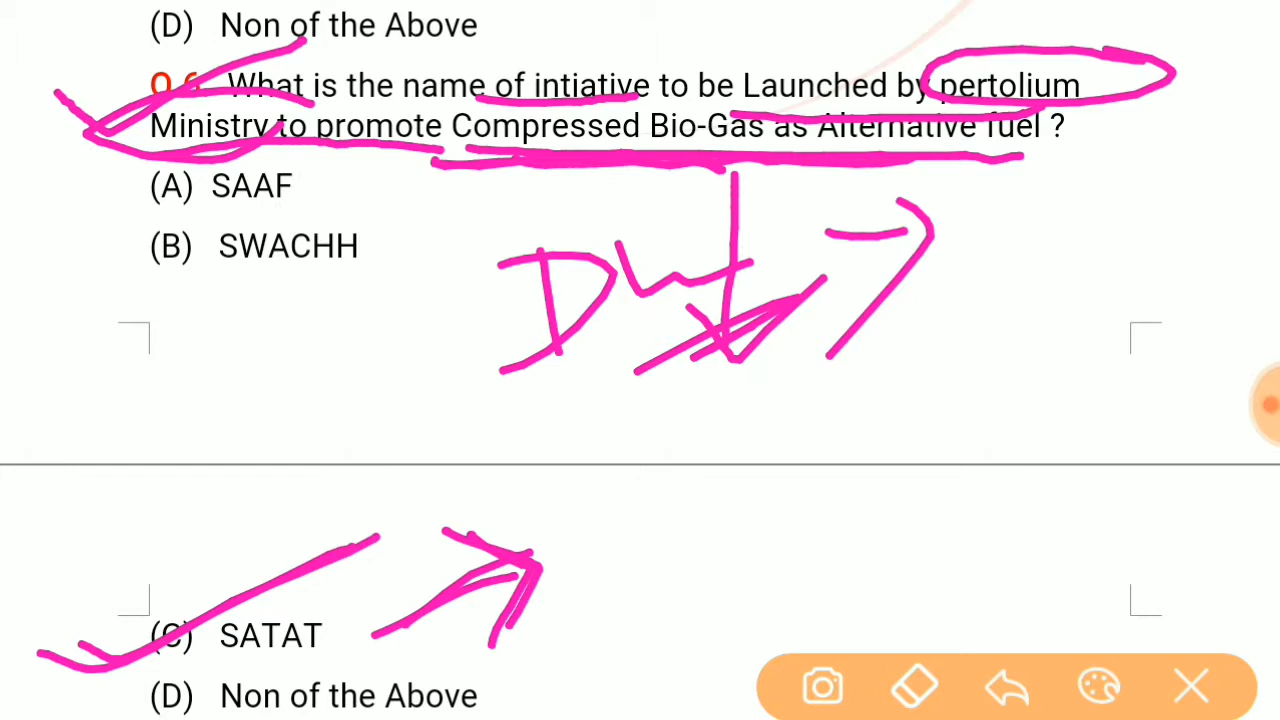 (D) Non of the Above
Q.6 What is the name of intiative to be Launched by pertolium
Ministry to promote Compressed Bio-Gas as Alternative fuel ?
(A) SAAF
(B) SWACHH
(C) SATAT
(D) Non of the Above